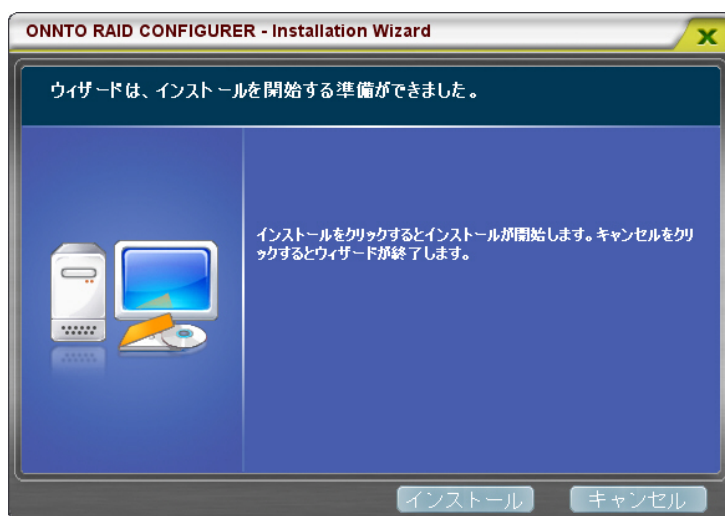 ONNTO RAID CONFIGURER - Installation Wizard
ウィザードは、インストールを開始する準備ができました。
インストールをクリックするとインストールが開始します。キャンセルをクリ
ックするとウィザードが終了します。
インストール
キャンセル